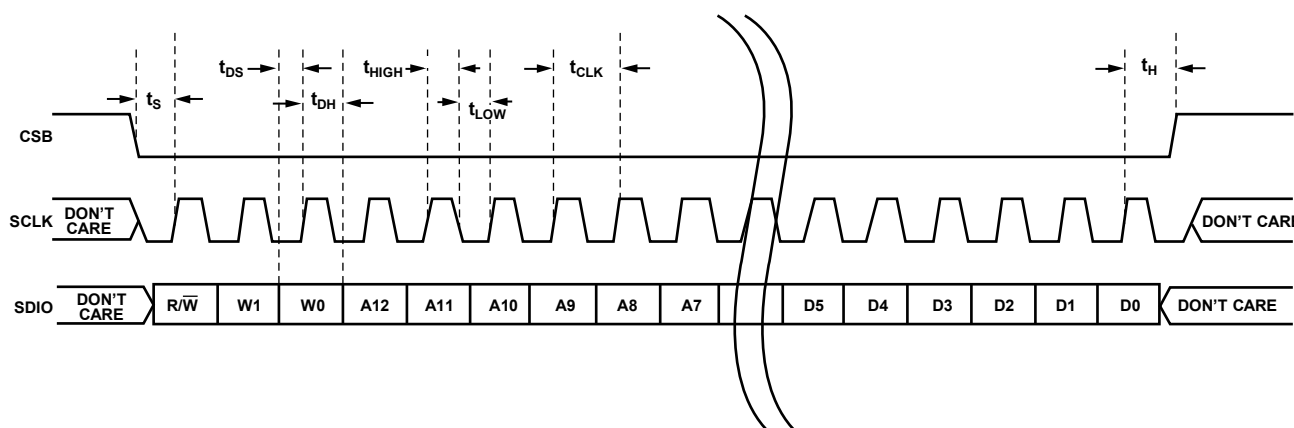 tDS tHIGH tCLK tH
tS tDH tLOW
CSB
SCLK DON'T CARE DON'T CARE
SDIO DON'T CARE R/W̅ W1 W0 A12 A11 A10 A9 A8 A7 D5 D4 D3 D2 D1 D0 DON'T CARE